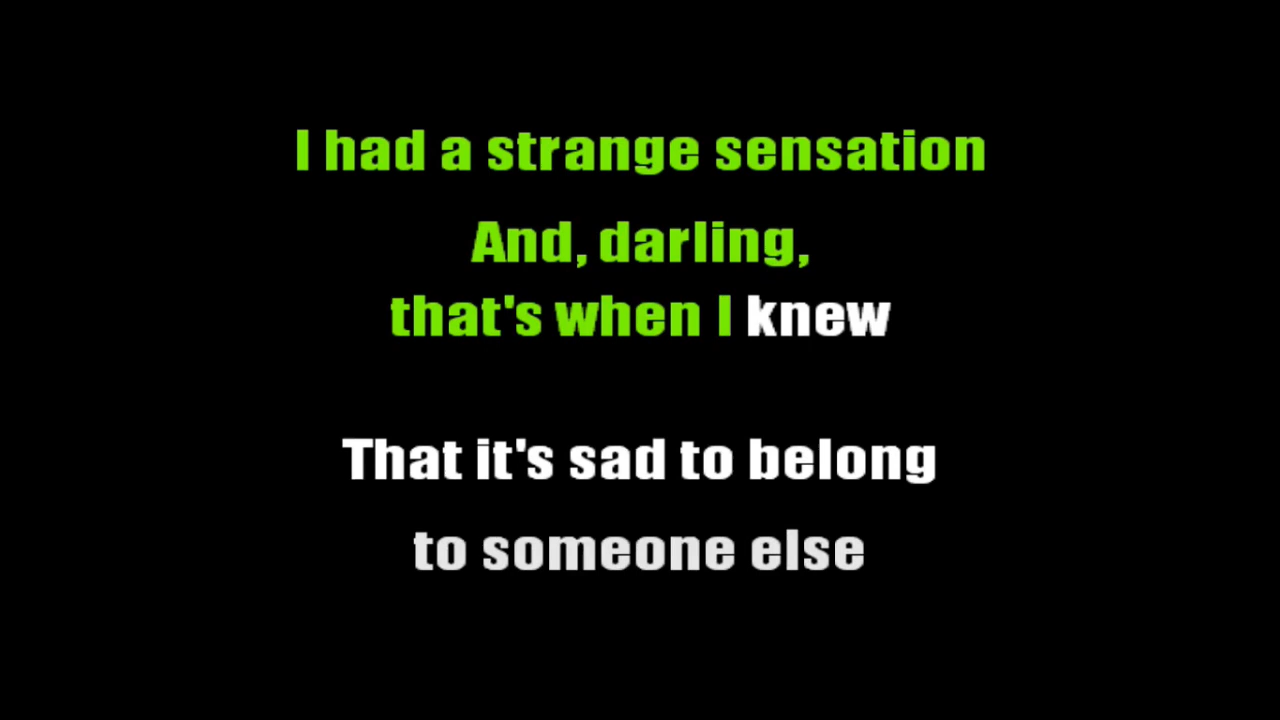 I had a strange sensation
And, darling,
that's when I knew
That it's sad to belong
to someone else